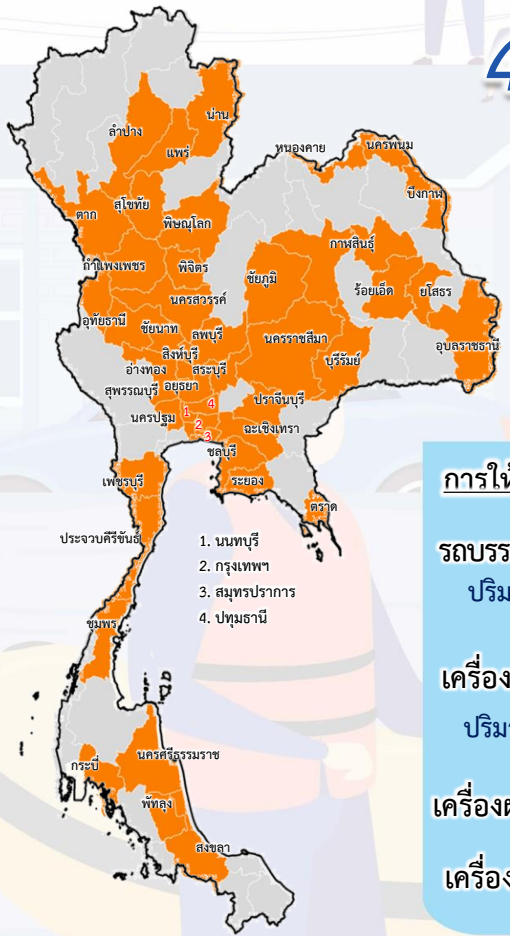 4
น่าน
ลำปาง
แพร่
หนองคาย
นครพนม
บึงกาฬ
ตาก
สุโขทัย
พิษณุโลก
กาฬสินธุ์
กำแพงเพชร
พิจิตร
ชัยภูมิ
ร้อยเอ็ด
ยโสธร
นครสวรรค์
อุทัยธานี
ชัยนาท
ลพบุรี
นครราชสีมา
อุบลราชธานี
สิงห์บุรี
บุรีรัมย์
อ่างทอง
สระบุรี
สุพรรณบุรี
อยุธยา
ปราจีนบุรี
นครปฐม
1
4
2
3
ฉะเชิงเทรา
ชลบุรี
เพชรบุรี
ระยอง
ตราด
ประจวบคีรีขันธ์
1. นนทบุรี
2. กรุงเทพฯ
3. สมุทรปราการ
4. ปทุมธานี
ชุมพร
กระบี่
นครศรีธรรมราช
พัทลุง
สงขลา
การให้
รถบรร
ปริม
เครื่อง
ปริม
เครื่อง
เครื่อง